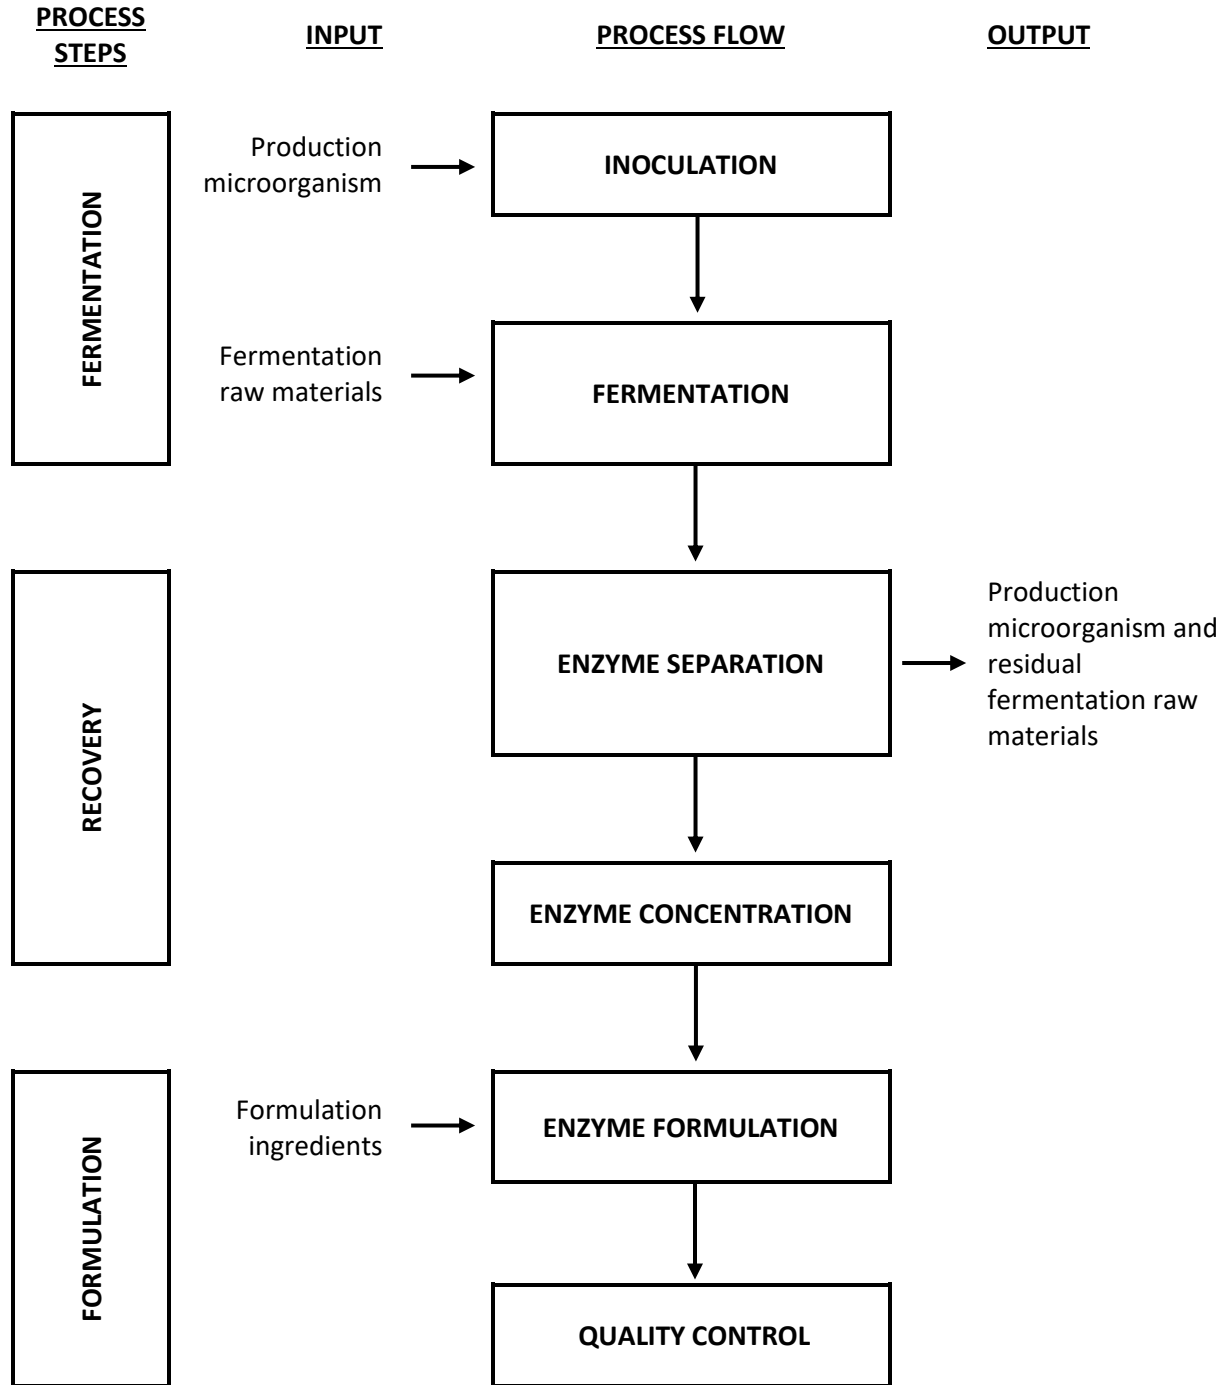 PROCESS
STEPS
INPUT
PROCESS FLOW
OUTPUT
FERMENTATION
Production
microorganism
INOCULATION
Fermentation
raw materials
FERMENTATION
RECOVERY
ENZYME SEPARATION
Production
microorganism and
residual
fermentation raw
materials
ENZYME CONCENTRATION
FORMULATION
Formulation
ingredients
ENZYME FORMULATION
QUALITY CONTROL